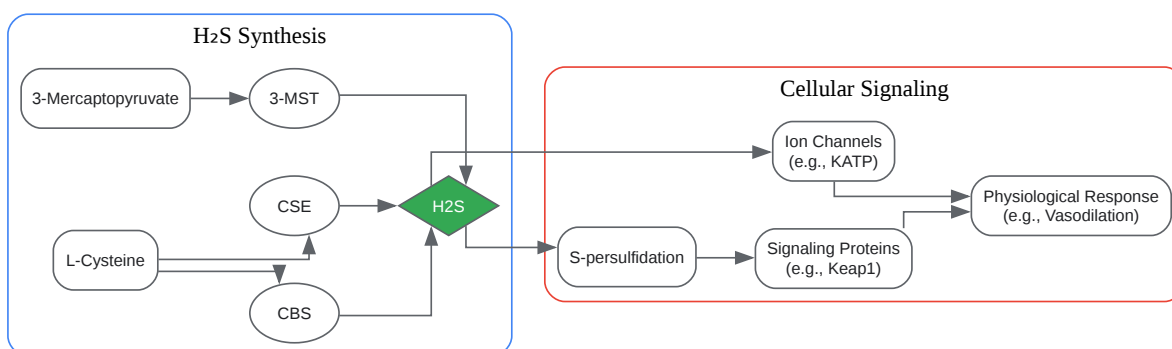 H₂S Synthesis
3-Mercaptopyruvate
3-MST
CSE
H2S
L-Cysteine
CBS
Cellular Signaling
Ion Channels
(e.g., KATP)
Physiological Response
(e.g., Vasodilation)
S-persulfidation
Signaling Proteins
(e.g., Keap1)